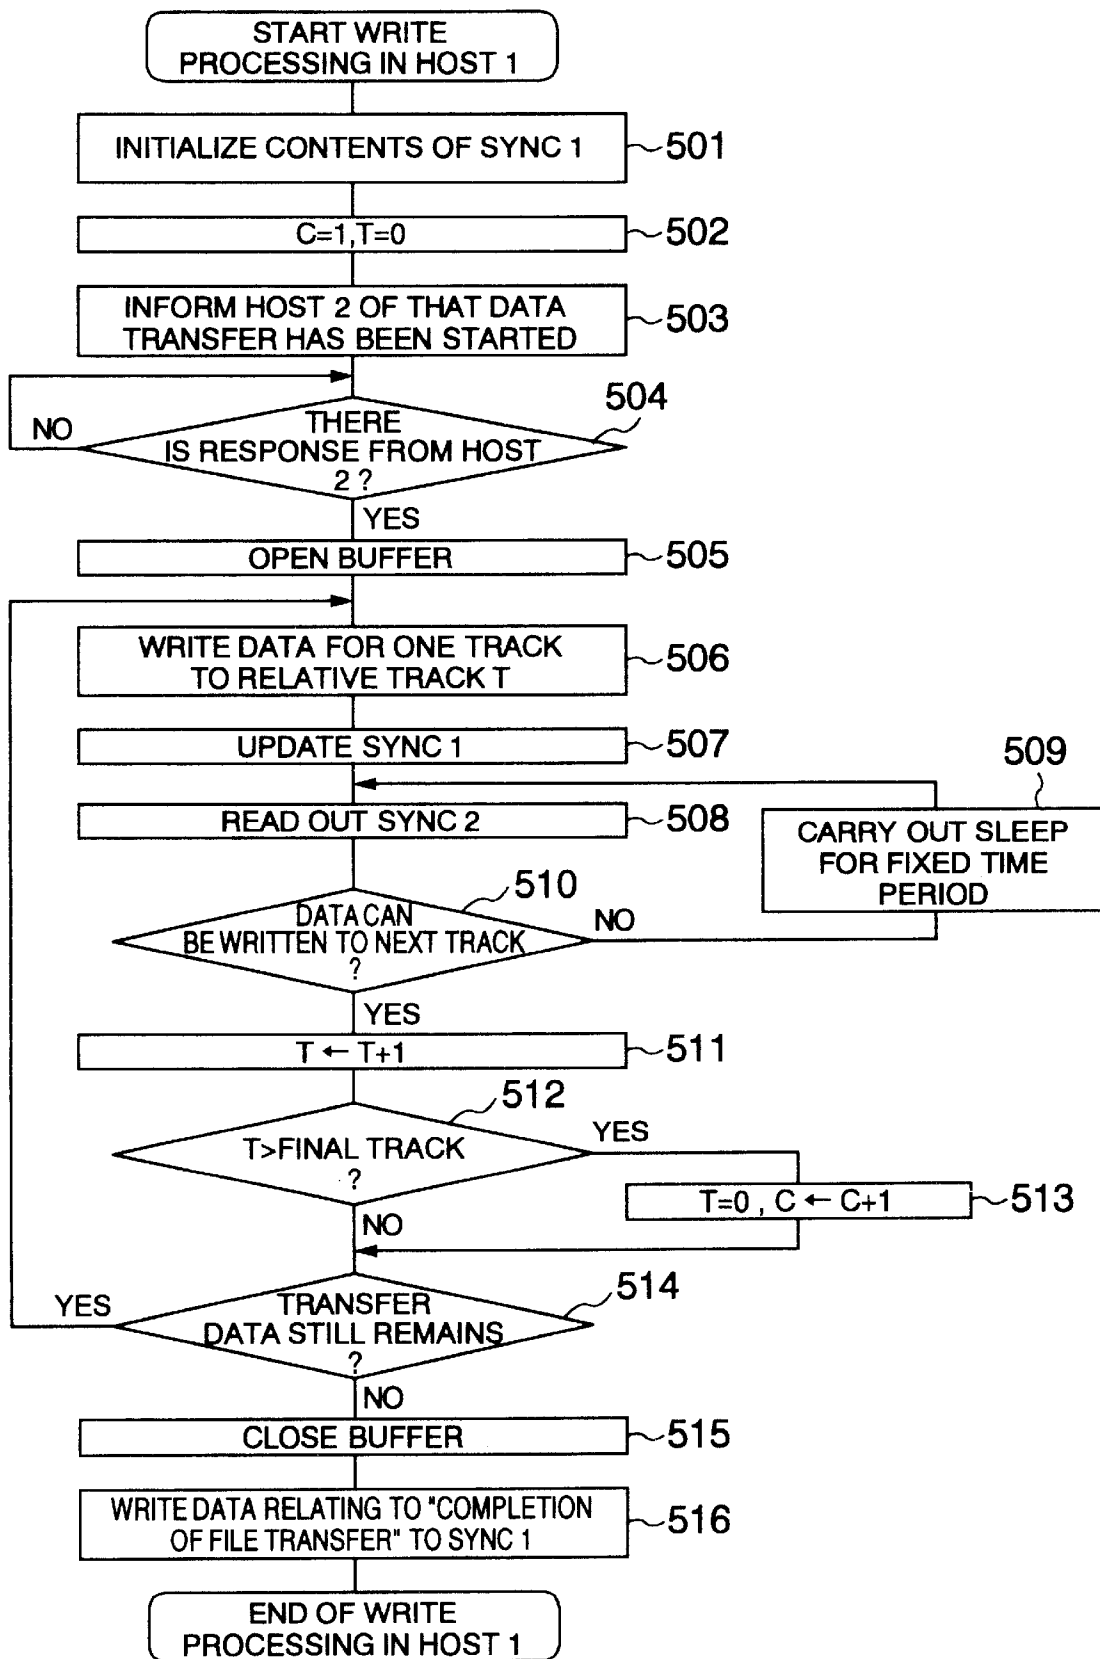 START WRITE
PROCESSING IN HOST 1
INITIALIZE CONTENTS OF SYNC 1
501
C=1,T=0
502
INFORM HOST 2 OF THAT DATA
TRANSFER HAS BEEN STARTED
503
504
NO
THERE
IS RESPONSE FROM HOST
2 ?
YES
OPEN BUFFER
505
WRITE DATA FOR ONE TRACK
TO RELATIVE TRACK T
506
UPDATE SYNC 1
507
509
READ OUT SYNC 2
508
CARRY OUT SLEEP
FOR FIXED TIME
PERIOD
510
DATA CAN
BE WRITTEN TO NEXT TRACK
?
NO
YES
T ← T+1
511
512
T>FINAL TRACK
?
YES
T=0 , C ← C+1
513
NO
514
YES
TRANSFER
DATA STILL REMAINS
?
NO
CLOSE BUFFER
515
WRITE DATA RELATING TO "COMPLETION
OF FILE TRANSFER" TO SYNC 1
516
END OF WRITE
PROCESSING IN HOST 1